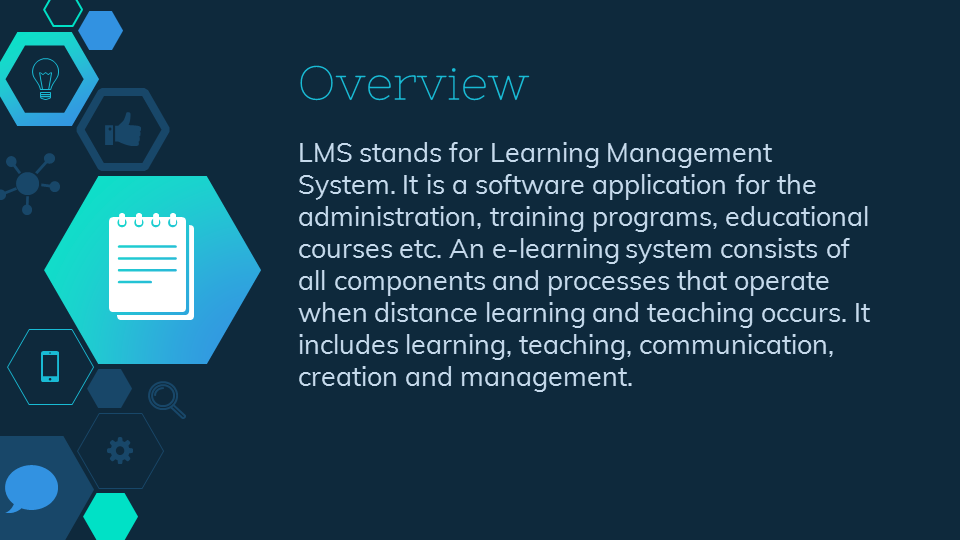 Overview
LMS stands for Learning Management
System. It is a software application for the
administration, training programs, educational
courses etc. An e-learning system consists of
all components and processes that operate
when distance learning and teaching occurs. It
includes learning, teaching, communication,
creation and management.